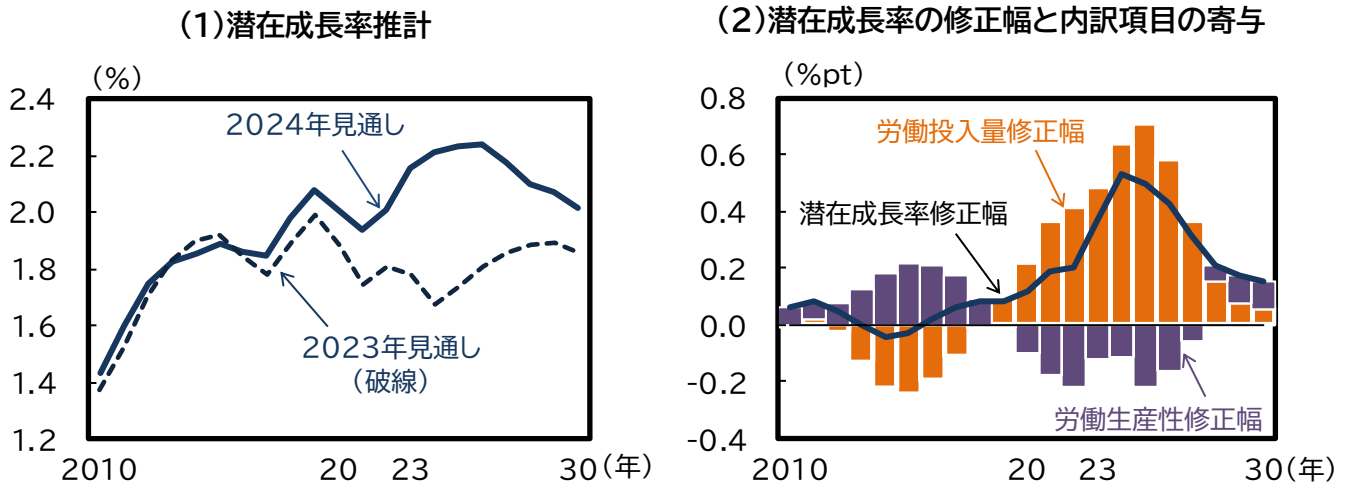 (1)潜在成長率推計
(%)
2.4
2.2
2.0
1.8
1.6
1.4
1.2
2024年見通し
2023年見通し
(破線)
2010
20
23
30
(年)
(2)潜在成長率の修正幅と内訳項目の寄与
(%pt)
0.8
0.6
0.4
0.2
0.0
-0.2
-0.4
労働投入量修正幅
潜在成長率修正幅
労働生産性修正幅
2010
20
23
30
(年)